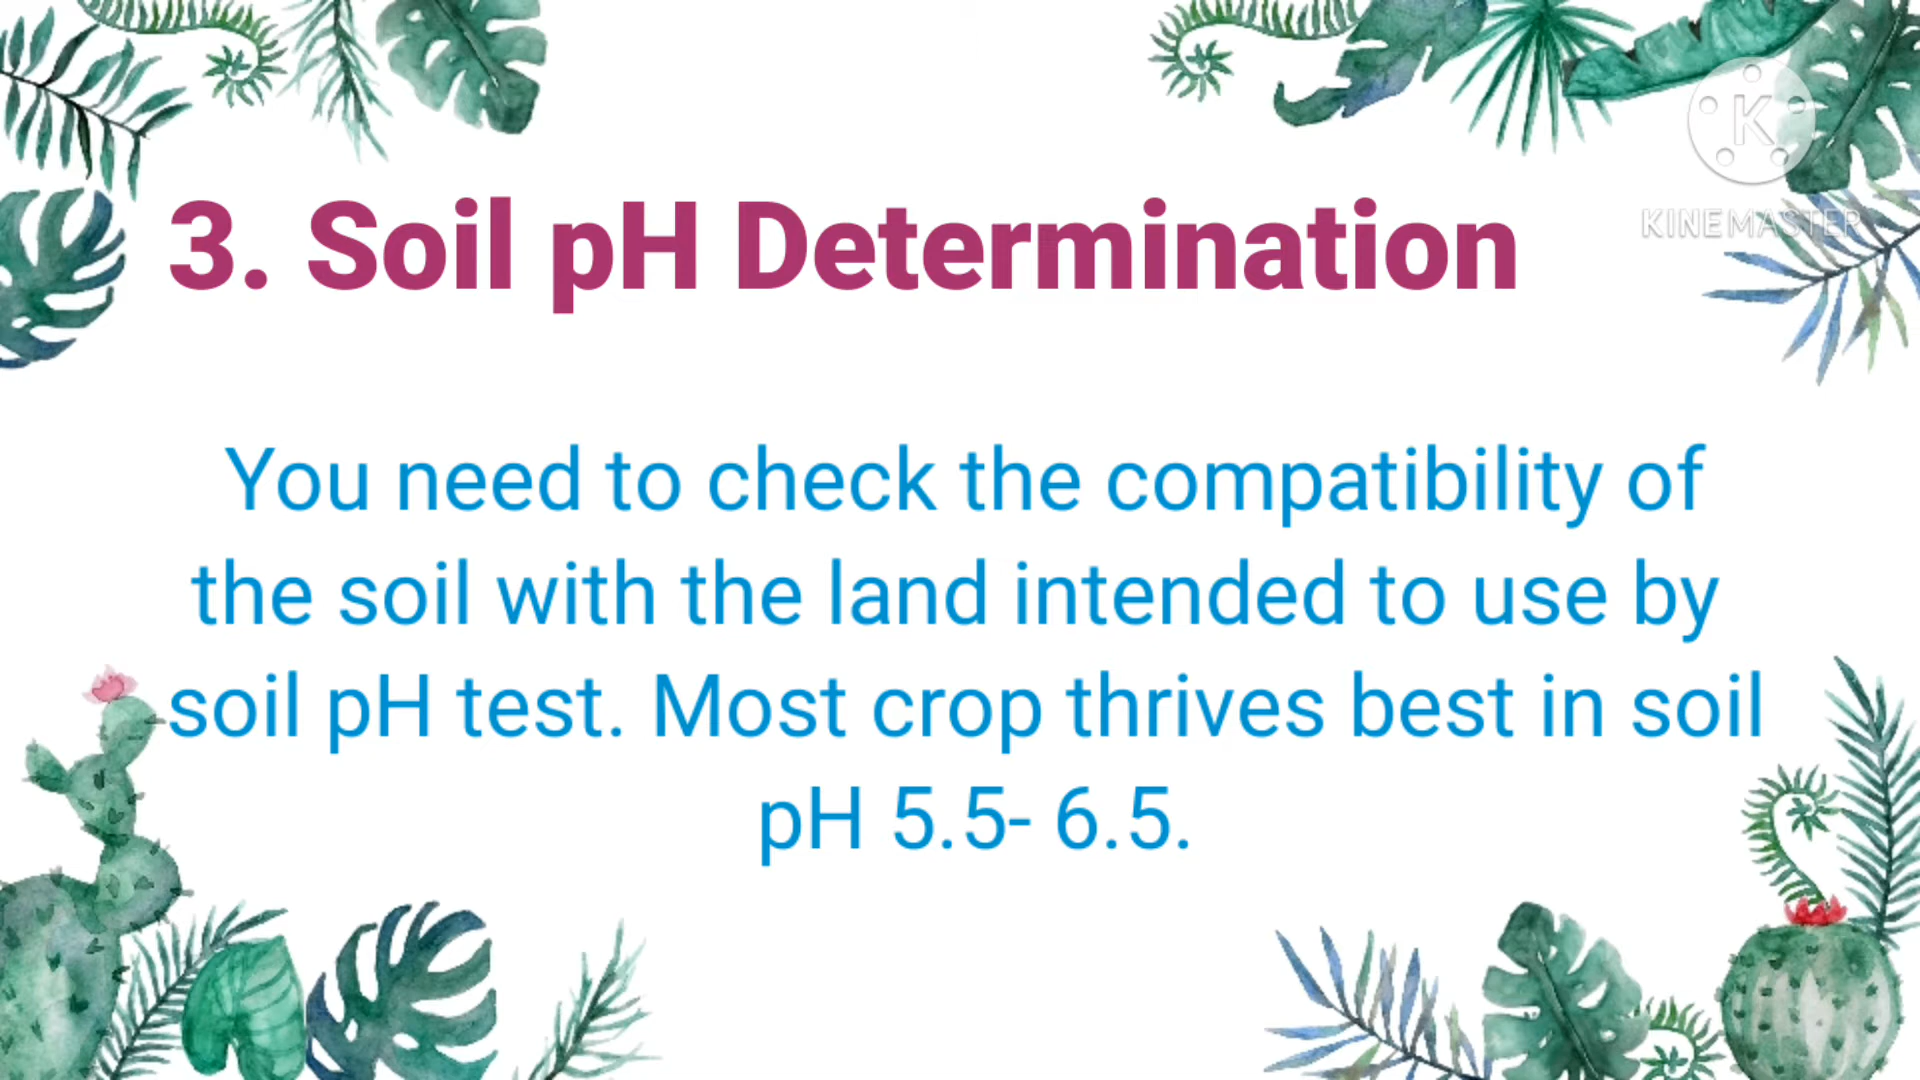 K
KINEMASTER
3. Soil pH Determination
You need to check the compatibility of
the soil with the land intended to use by
soil pH test. Most crop thrives best in soil
pH 5.5- 6.5.